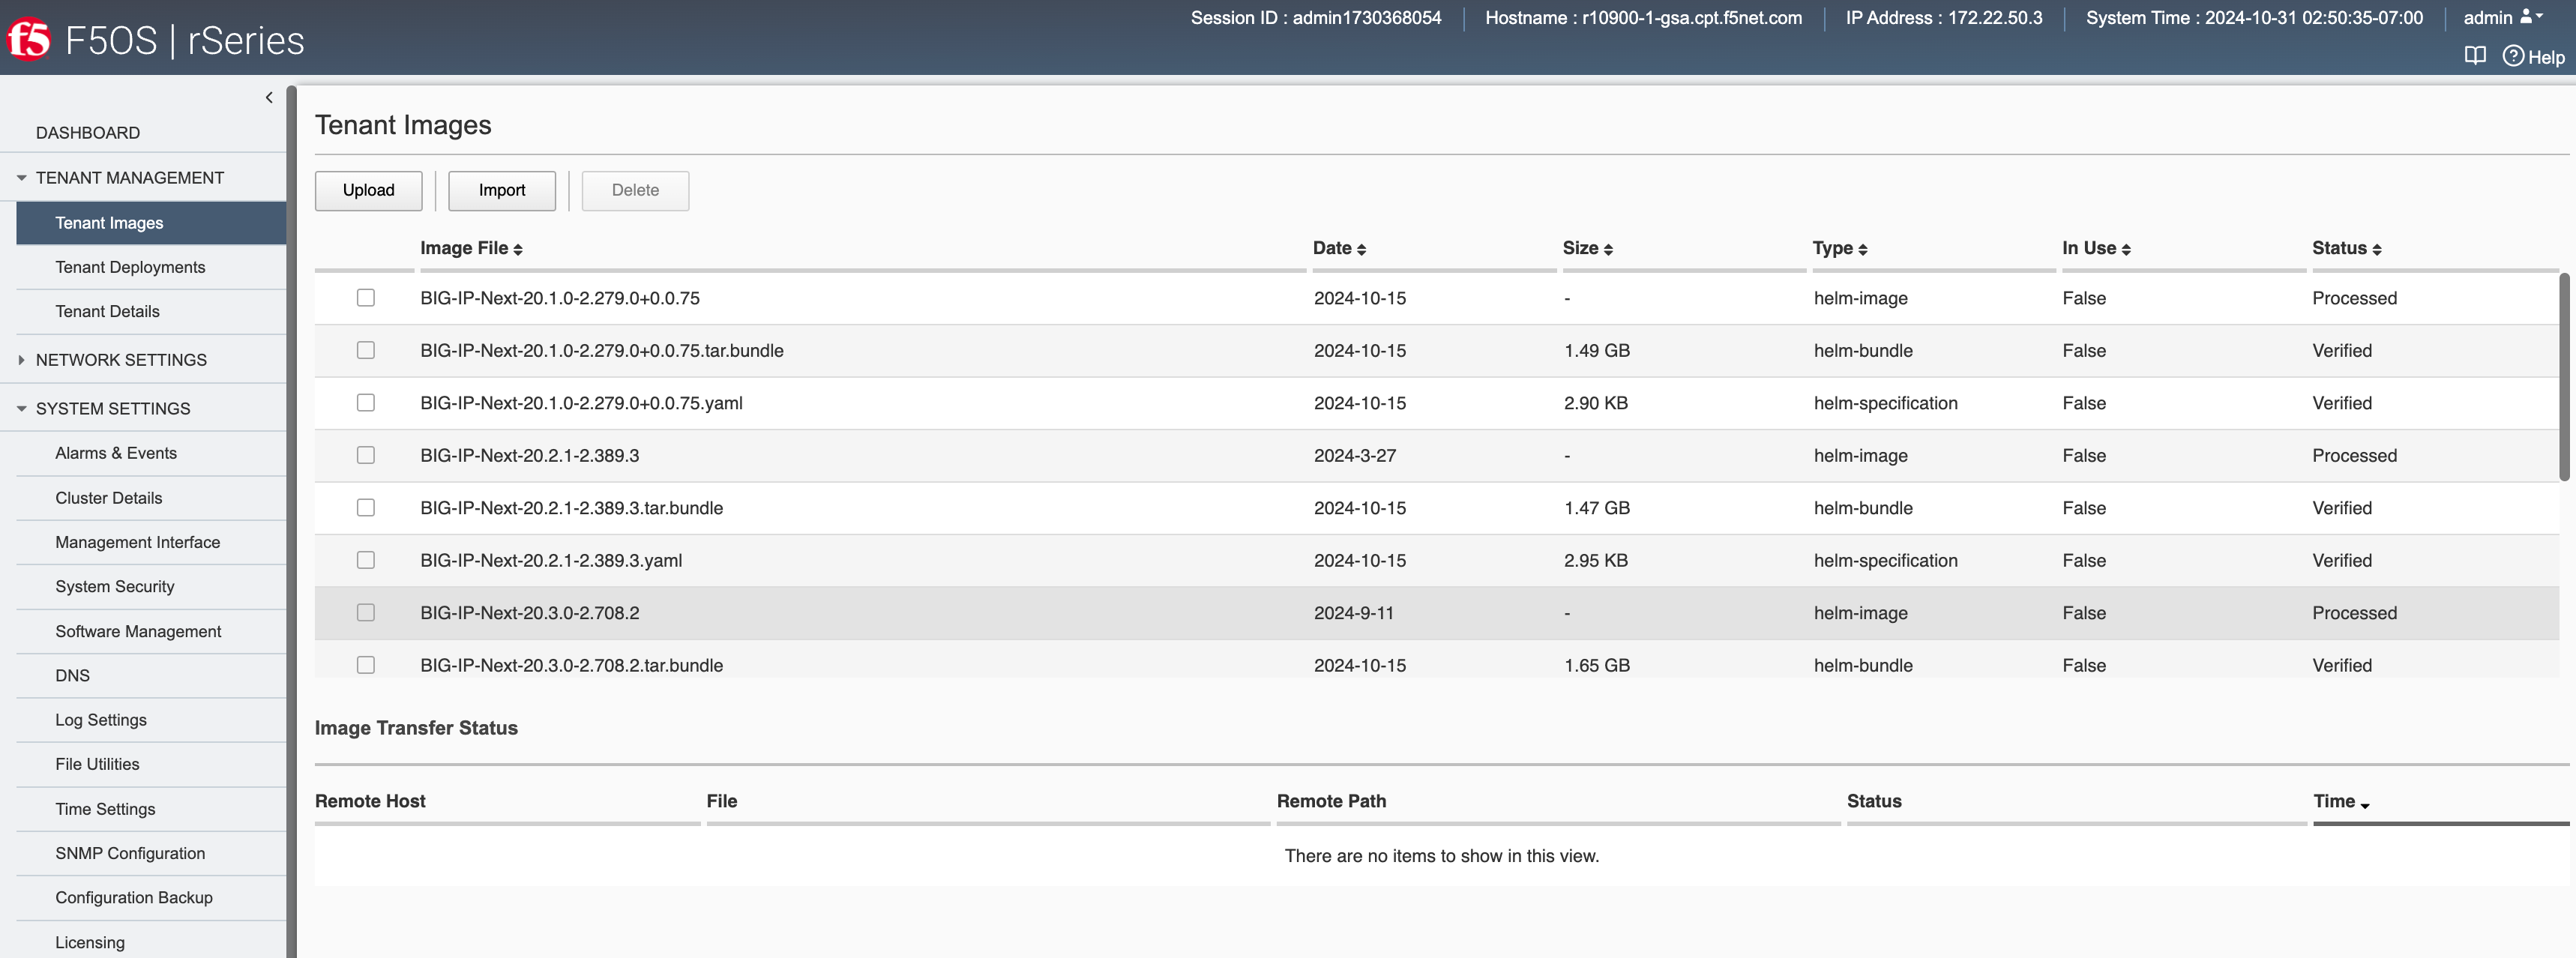 Session ID : admin1730368054 Hostname : r10900-1-gsa.cpt.f5net.com IP Address : 172.22.50.3 System Time : 2024-10-31 02:50:35-07:00 admin
f5 F5OS | rSeries
Help
DASHBOARD
TENANT MANAGEMENT
Tenant Images
Tenant Deployments
Tenant Details
NETWORK SETTINGS
SYSTEM SETTINGS
Alarms & Events
Cluster Details
Management Interface
System Security
Software Management
DNS
Log Settings
File Utilities
Time Settings
SNMP Configuration
Configuration Backup
Licensing
Tenant Images
Upload Import Delete
Image File Date Size Type In Use Status
BIG-IP-Next-20.1.0-2.279.0+0.0.75 2024-10-15 - helm-image False Processed
BIG-IP-Next-20.1.0-2.279.0+0.0.75.tar.bundle 2024-10-15 1.49 GB helm-bundle False Verified
BIG-IP-Next-20.1.0-2.279.0+0.0.75.yaml 2024-10-15 2.90 KB helm-specification False Verified
BIG-IP-Next-20.2.1-2.389.3 2024-3-27 - helm-image False Processed
BIG-IP-Next-20.2.1-2.389.3.tar.bundle 2024-10-15 1.47 GB helm-bundle False Verified
BIG-IP-Next-20.2.1-2.389.3.yaml 2024-10-15 2.95 KB helm-specification False Verified
BIG-IP-Next-20.3.0-2.708.2 2024-9-11 - helm-image False Processed
BIG-IP-Next-20.3.0-2.708.2.tar.bundle 2024-10-15 1.65 GB helm-bundle False Verified
Image Transfer Status
Remote Host File Remote Path Status Time
There are no items to show in this view.